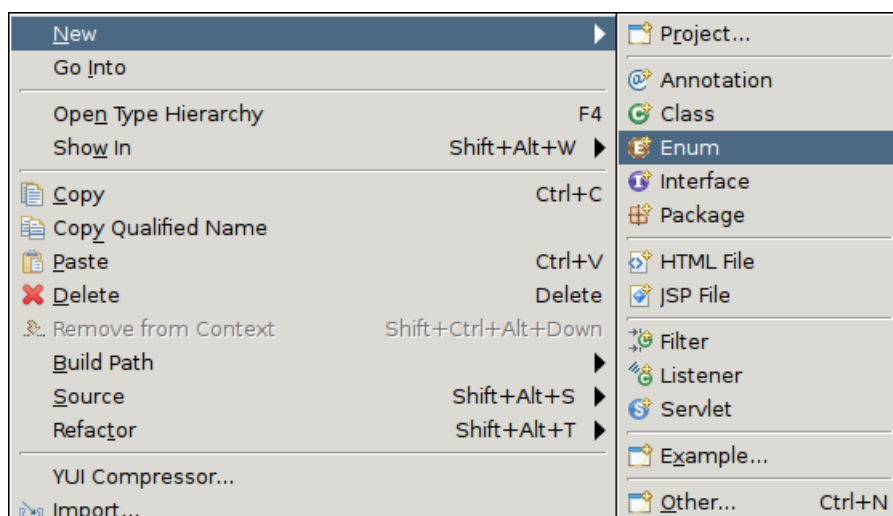 New
Go Into
Open Type Hierarchy F4
Show In Shift+Alt+W
Copy Ctrl+C
Copy Qualified Name
Paste Ctrl+V
Delete Delete
Remove from Context Shift+Ctrl+Alt+Down
Build Path
Source Shift+Alt+S
Refactor Shift+Alt+T
YUI Compressor...
Import...
Project...
Annotation
Class
Enum
Interface
Package
HTML File
JSP File
Filter
Listener
Servlet
Example...
Other... Ctrl+N